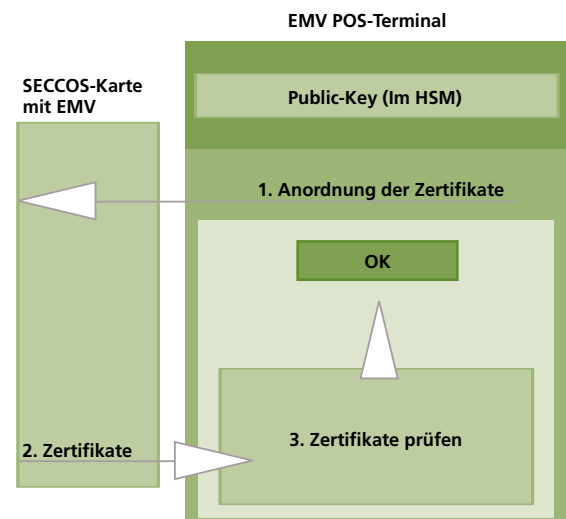 EMV POS-Terminal
SECCOS-Karte
mit EMV
Public-Key (Im HSM)
1. Anordnung der Zertifikate
OK
2. Zertifikate
3. Zertifikate prüfen